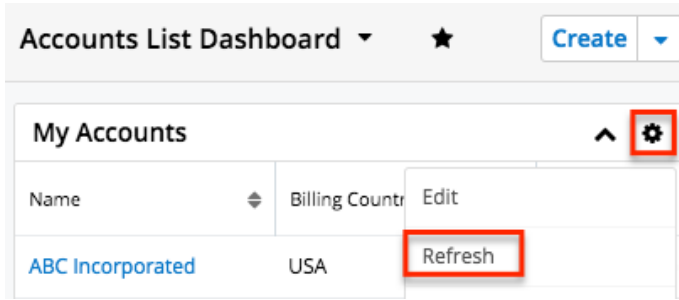 Accounts List Dashboard
Create
My Accounts
Name
Billing Countr
Edit
ABC Incorporated
USA
Refresh